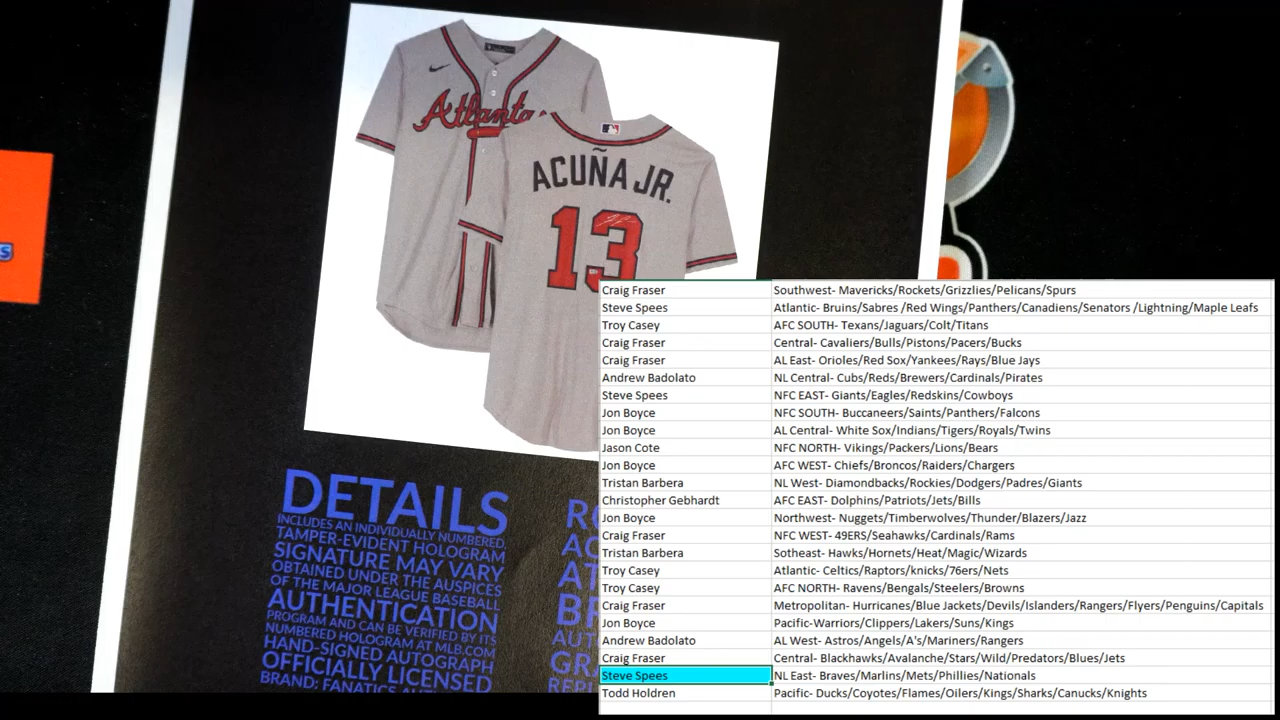 Atlanta
ACUÑA JR.
13
S
DETAILS
INCLUDES AN INDIVIDUALLY NUMBERED,
TAMPER-EVIDENT HOLOGRAM
SIGNATURE MAY VARY
OBTAINED UNDER THE AUSPICES
OF THE MAJOR LEAGUE BASEBALL
AUTHENTICATION
PROGRAM AND CAN BE VERIFIED BY ITS
NUMBERED HOLOGRAM AT MLB.COM
HAND-SIGNED AUTOGRAPH
OFFICIALLY LICENSED
BRAND: FANATICS
Craig Fraser Southwest- Mavericks/Rockets/Grizzlies/Pelicans/Spurs
Steve Spees Atlantic- Bruins/Sabres /Red Wings/Panthers/Canadiens/Senators /Lightning/Maple Leafs
Troy Casey AFC SOUTH- Texans/Jaguars/Colt/Titans
Craig Fraser Central- Cavaliers/Bulls/Pistons/Pacers/Bucks
Craig Fraser AL East- Orioles/Red Sox/Yankees/Rays/Blue Jays
Andrew Badolato NL Central- Cubs/Reds/Brewers/Cardinals/Pirates
Steve Spees NFC EAST- Giants/Eagles/Redskins/Cowboys
Jon Boyce NFC SOUTH- Buccaneers/Saints/Panthers/Falcons
Jon Boyce AL Central- White Sox/Indians/Tigers/Royals/Twins
Jason Cote NFC NORTH- Vikings/Packers/Lions/Bears
Jon Boyce AFC WEST- Chiefs/Broncos/Raiders/Chargers
Tristan Barbera NL West- Diamondbacks/Rockies/Dodgers/Padres/Giants
Christopher Gebhardt AFC EAST- Dolphins/Patriots/Jets/Bills
Jon Boyce Northwest- Nuggets/Timberwolves/Thunder/Blazers/Jazz
Craig Fraser NFC WEST- 49ERS/Seahawks/Cardinals/Rams
Tristan Barbera Sotheast- Hawks/Hornets/Heat/Magic/Wizards
Troy Casey Atlantic- Celtics/Raptors/knicks/76ers/Nets
Troy Casey AFC NORTH- Ravens/Bengals/Steelers/Browns
Craig Fraser Metropolitan- Hurricanes/Blue Jackets/Devils/Islanders/Rangers/Flyers/Penguins/Capitals
Jon Boyce Pacific-Warriors/Clippers/Lakers/Suns/Kings
Andrew Badolato AL West- Astros/Angels/A's/Mariners/Rangers
Craig Fraser Central- Blackhawks/Avalanche/Stars/Wild/Predators/Blues/Jets
Steve Spees NL East- Braves/Marlins/Mets/Phillies/Nationals
Todd Holdren Pacific- Ducks/Coyotes/Flames/Oilers/Kings/Sharks/Canucks/Knights